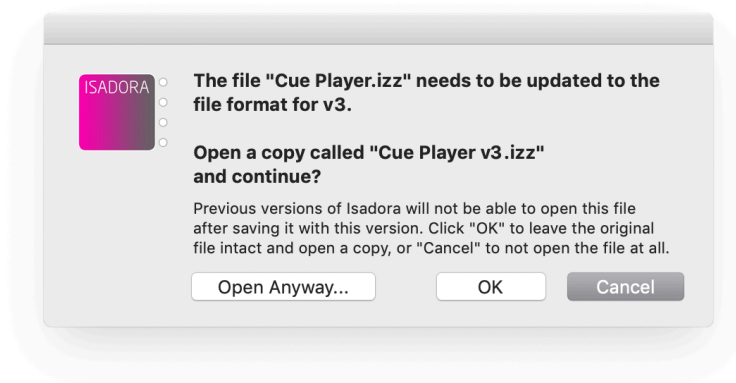 ISADORA
The file "Cue Player.izz" needs to be updated to the
file format for v3.
Open a copy called "Cue Player v3.izz"
and continue?
Previous versions of Isadora will not be able to open this file
after saving it with this version. Click "OK" to leave the original
file intact and open a copy, or "Cancel" to not open the file at all.
Open Anyway...
OK
Cancel